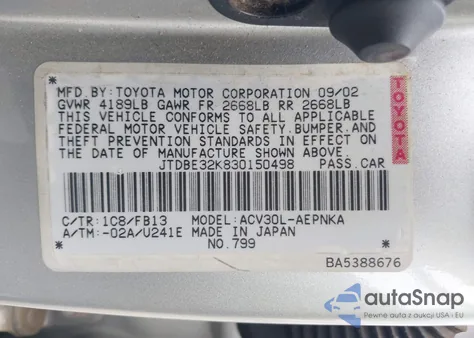 MFD.BY: TOYOTA MOTOR CORPORATION 09/02
GVWR 4189LB GAWR FR 2668LB RR 2668LB
THIS VEHICLE CONFORMS TO ALL APPLICABLE
FEDERAL MOTOR VEHICLE SAFETY, BUMPER, AND
THEFT PREVENTION STANDARDS IN EFFECT ON
THE DATE OF MANUFACTURE SHOWN ABOVE.
JTDBE32K830150498 PASS.CAR
C/TR:1C8/FB13 MODEL:ACV30L-AEPNKA
A/TM:-02A/U241E MADE IN JAPAN
NO.799
BA5388676
TOYOTA
autoSnap
Pewne auta z aukcji USA i EU